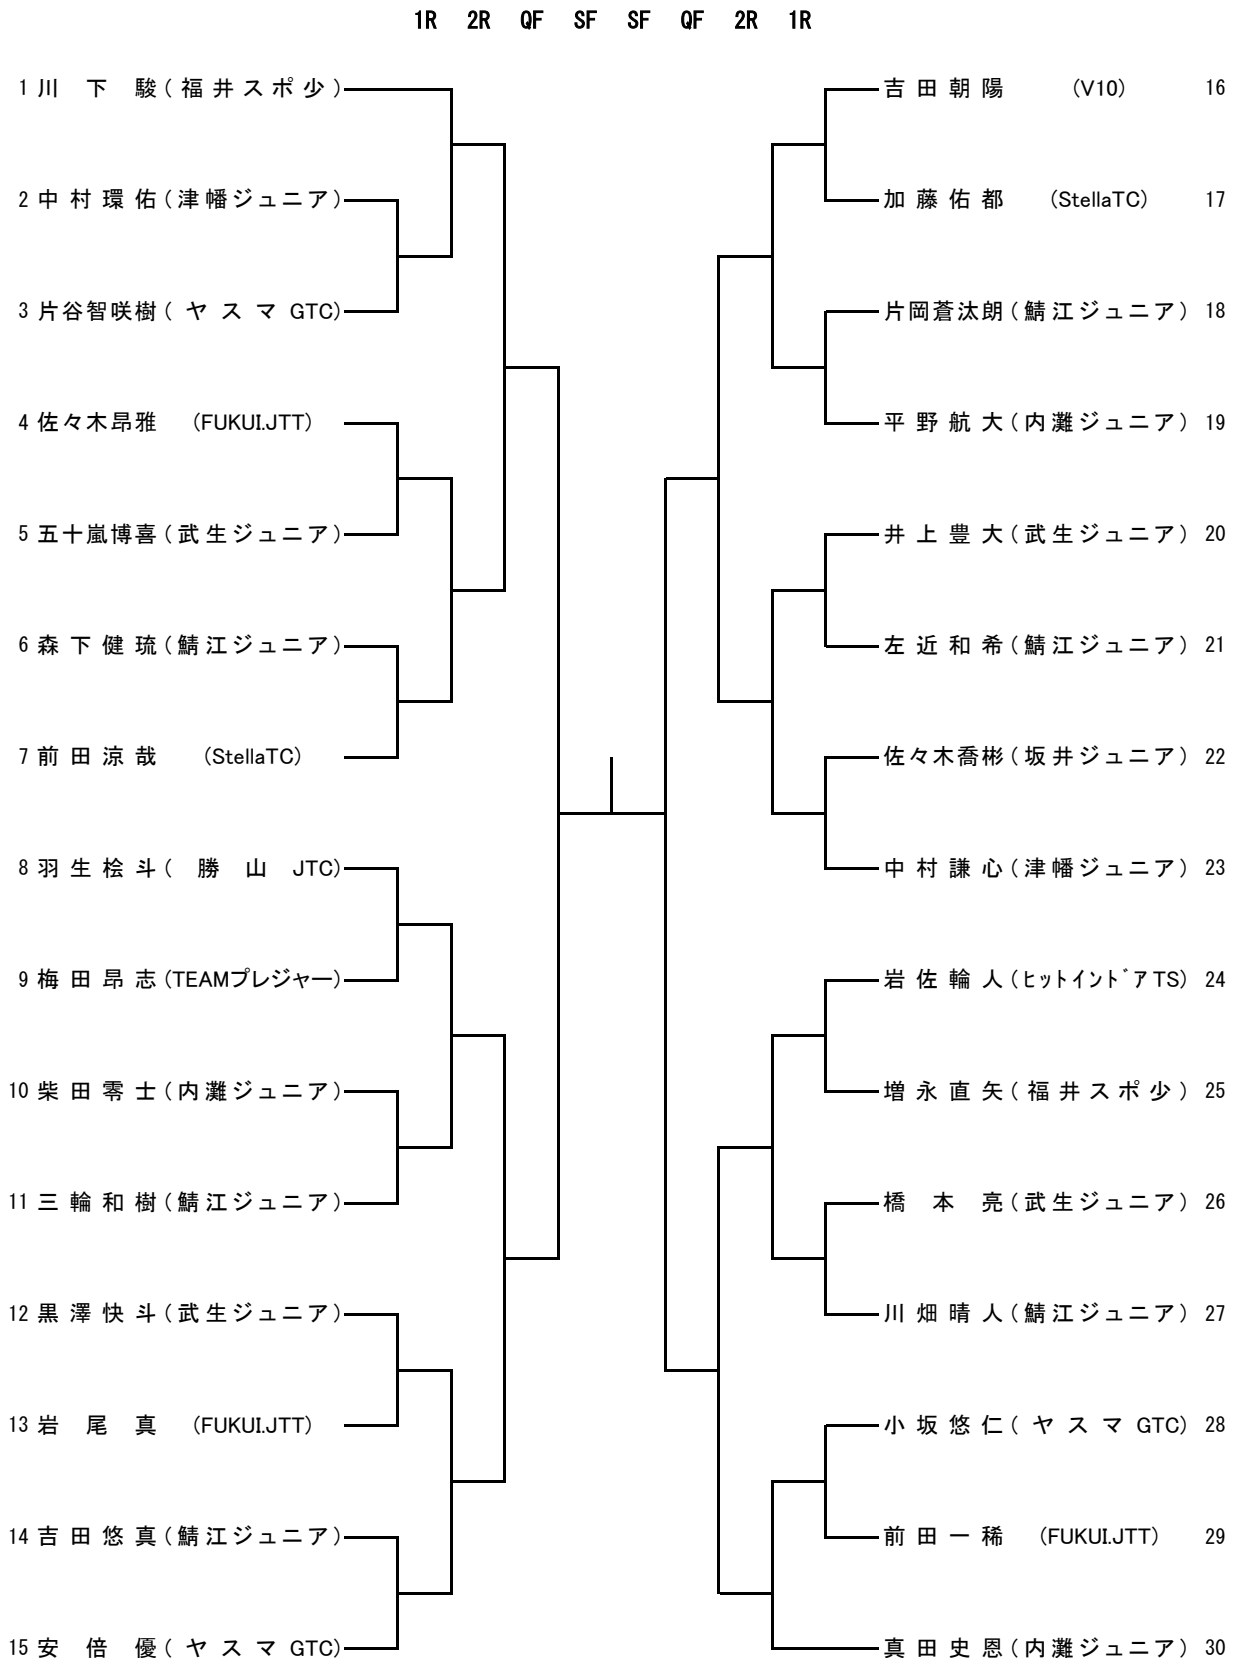 1R 2R QF SF SF QF 2R 1R
1 川下駿(福井スポ少)
2 中村環佑(津幡ジュニア)
3 片谷智咲樹(ヤスマGTC)
4 佐々木昂雅 (FUKUI.JTT)
5 五十嵐博喜(武生ジュニア)
6 森下健琉(鯖江ジュニア)
7 前田涼哉 (StellaTC)
8 羽生桧斗(勝山JTC)
9 梅田昂志(TEAMプレジャー)
10 柴田零士(内灘ジュニア)
11 三輪和樹(鯖江ジュニア)
12 黒澤快斗(武生ジュニア)
13 岩尾真 (FUKUI.JTT)
14 吉田悠真(鯖江ジュニア)
15 安倍優(ヤスマGTC)
吉田朝陽 (V10) 16
加藤佑都 (StellaTC) 17
片岡蒼汰朗(鯖江ジュニア) 18
平野航大(内灘ジュニア) 19
井上豊大(武生ジュニア) 20
左近和希(鯖江ジュニア) 21
佐々木喬彬(坂井ジュニア) 22
中村謙心(津幡ジュニア) 23
岩佐輪人(ﾋｯﾄｲﾝﾄﾞｱTS) 24
増永直矢(福井スポ少) 25
橋本亮(武生ジュニア) 26
川畑晴人(鯖江ジュニア) 27
小坂悠仁(ヤスマGTC) 28
前田一稀 (FUKUI.JTT) 29
真田史恩(内灘ジュニア) 30